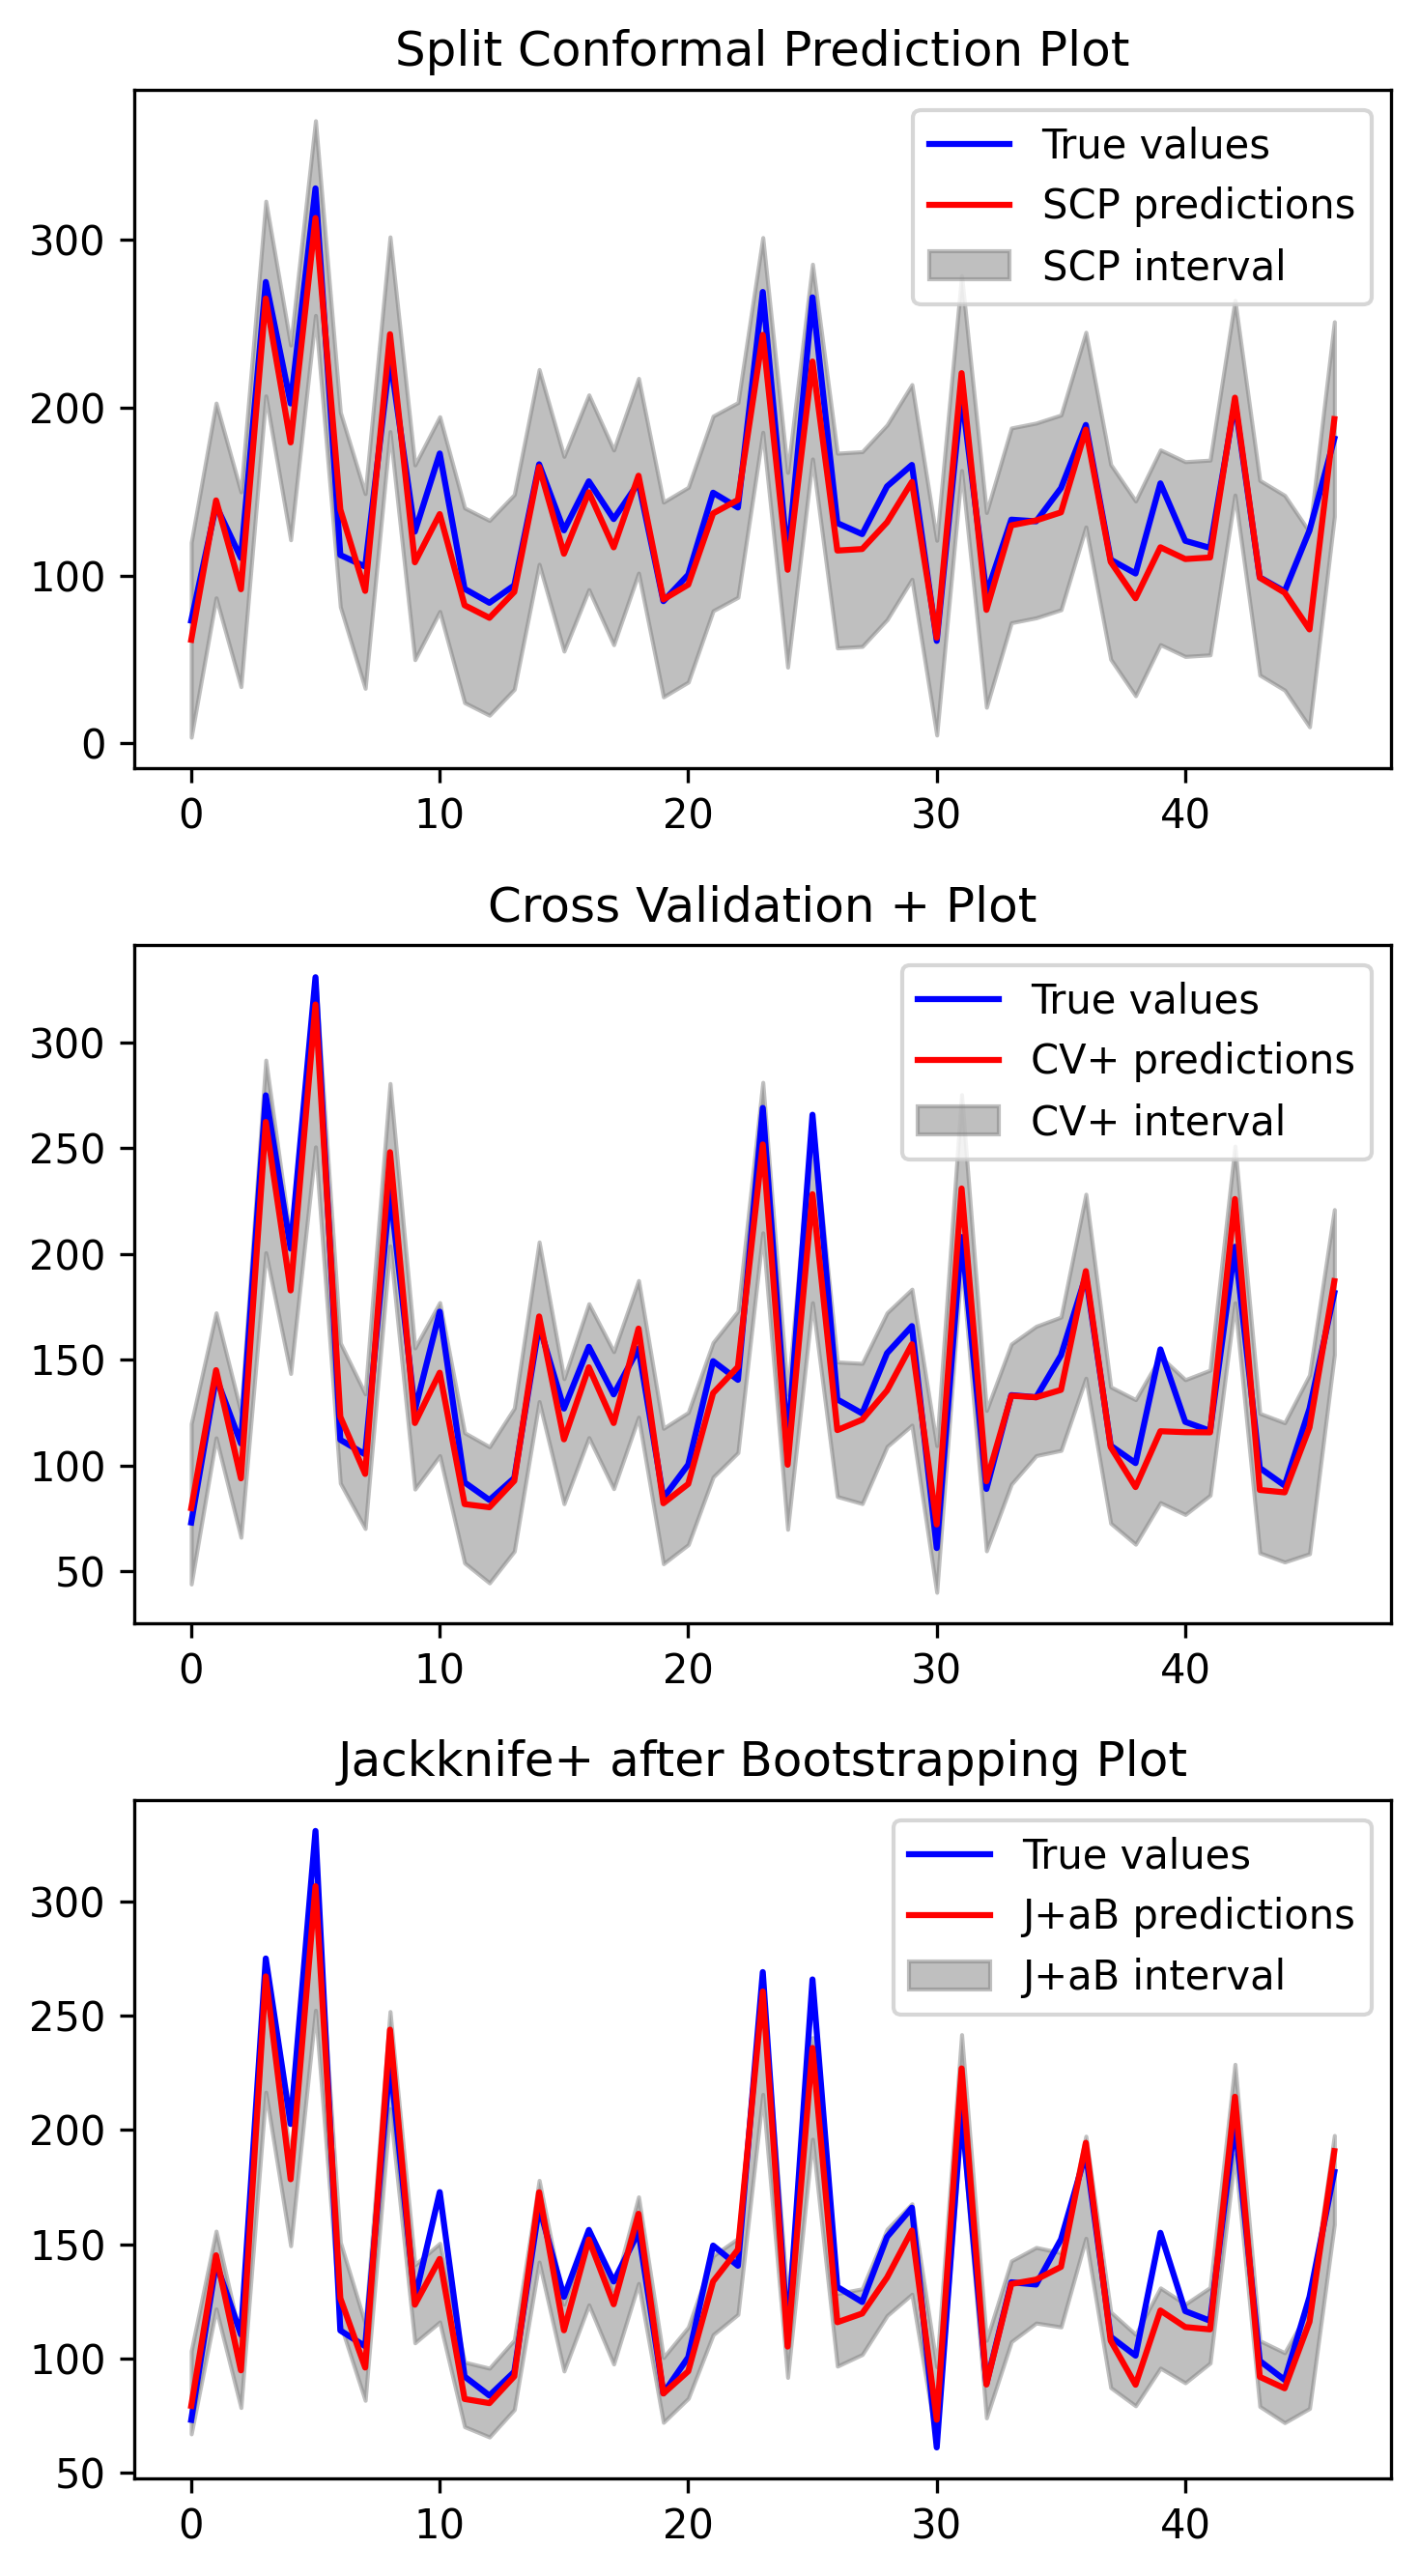 Split Conformal Prediction Plot
True values
SCP predictions
SCP interval
300
200
100
0
0 10 20 30 40
Cross Validation + Plot
True values
CV+ predictions
CV+ interval
300
250
200
150
100
50
0 10 20 30 40
Jackknife+ after Bootstrapping Plot
True values
J+aB predictions
J+aB interval
300
250
200
150
100
50
0 10 20 30 40